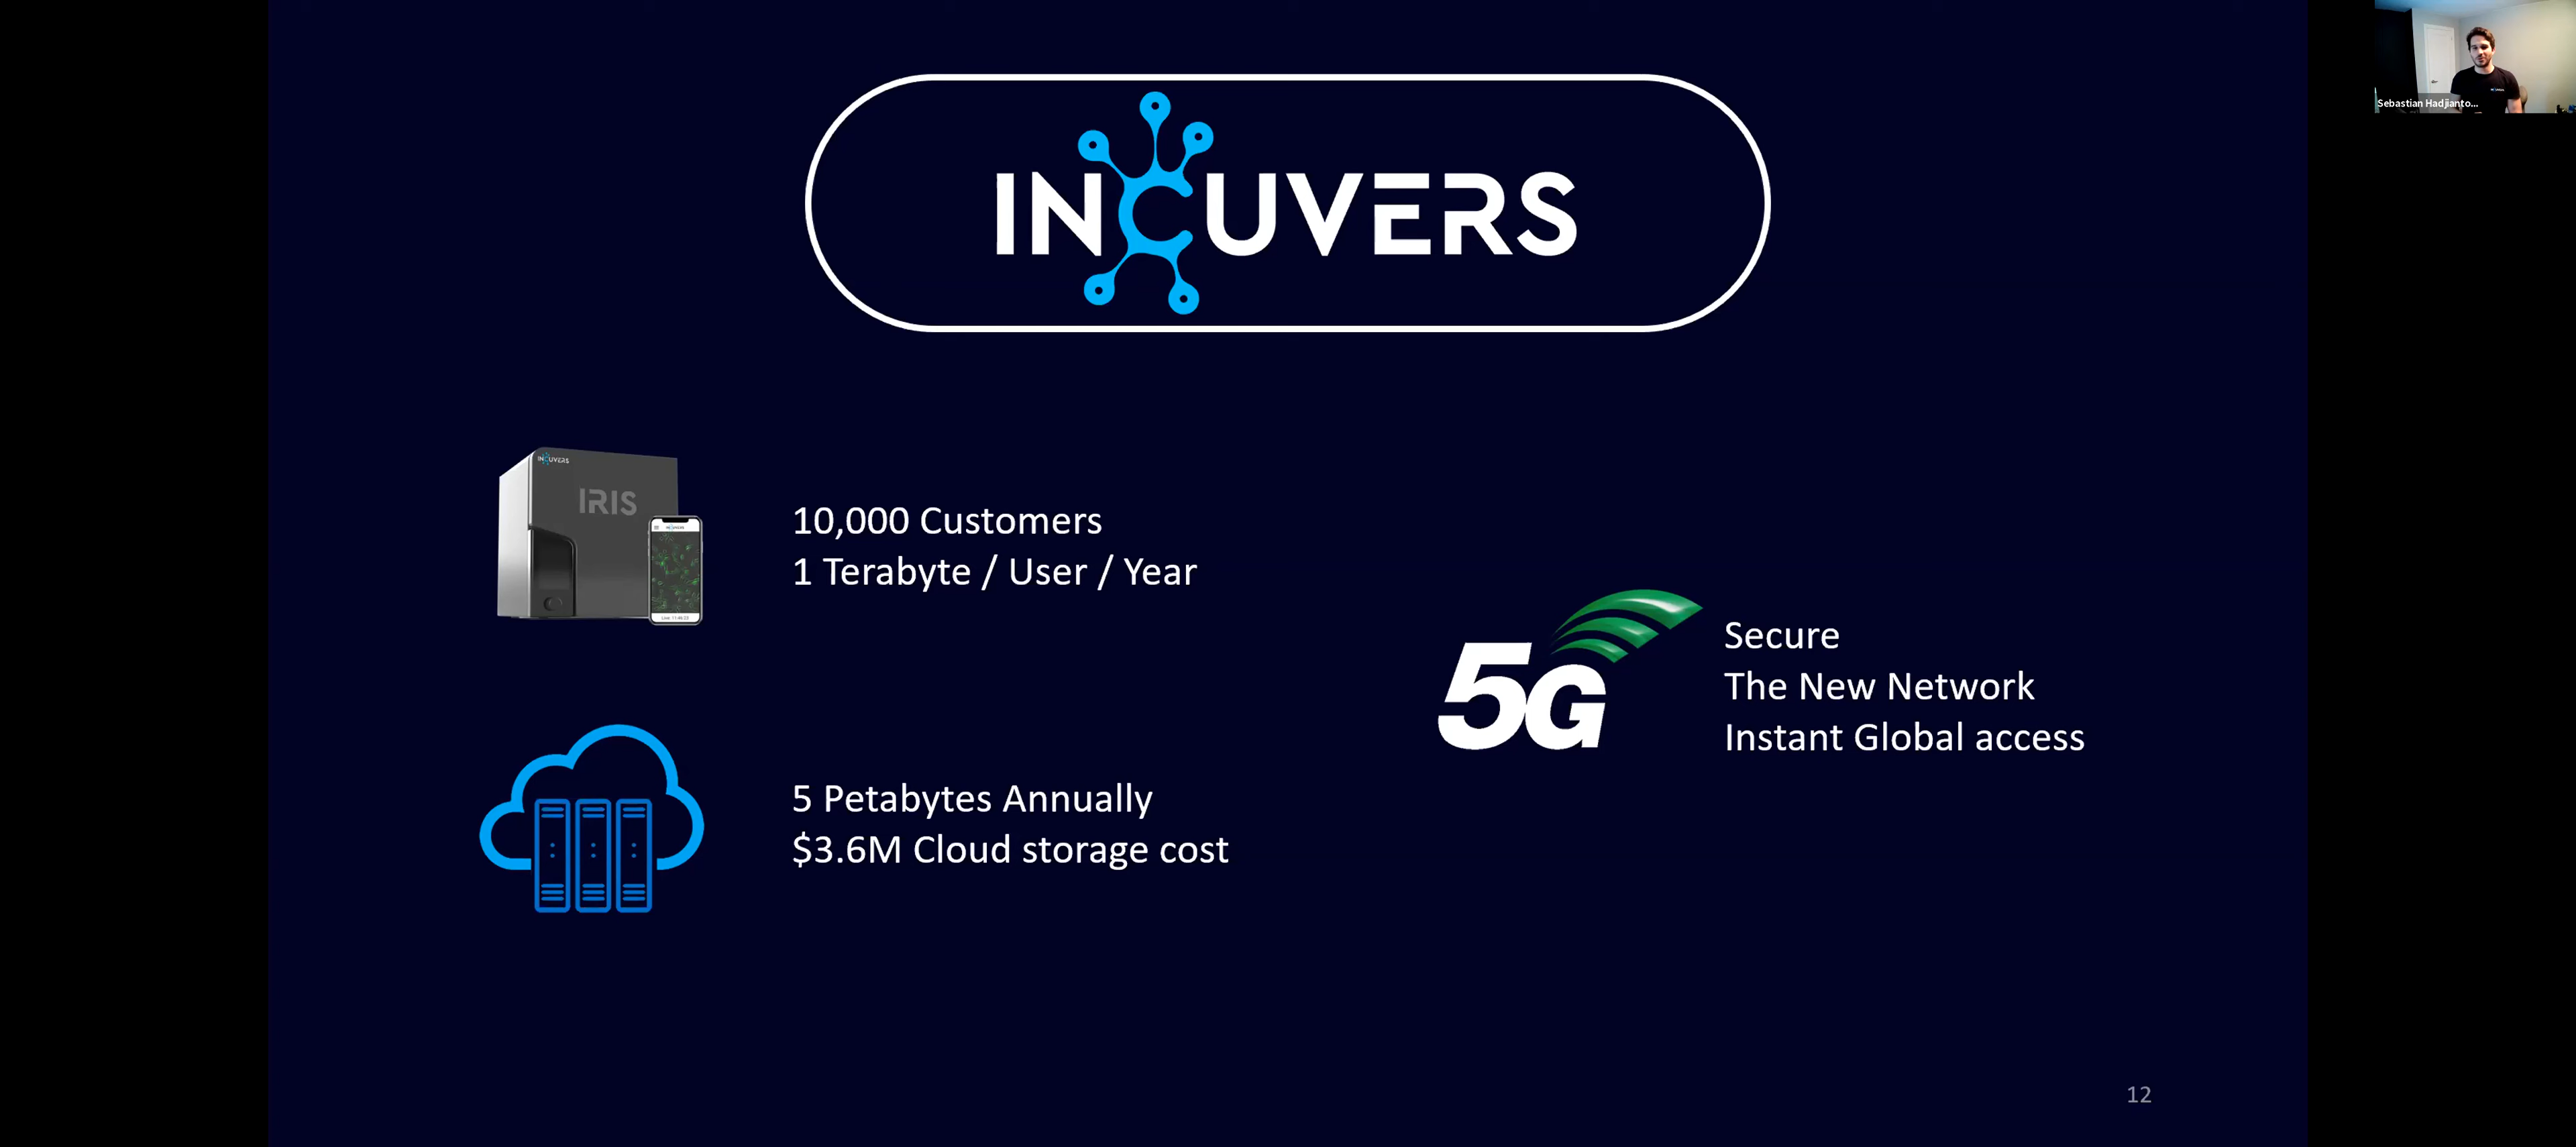 INCUVERS
Sebastian Hadjianto...
INCUVERS
IRIS
10,000 Customers
1 Terabyte / User / Year
5G
Secure
The New Network
Instant Global access
5 Petabytes Annually
$3.6M Cloud storage cost
12